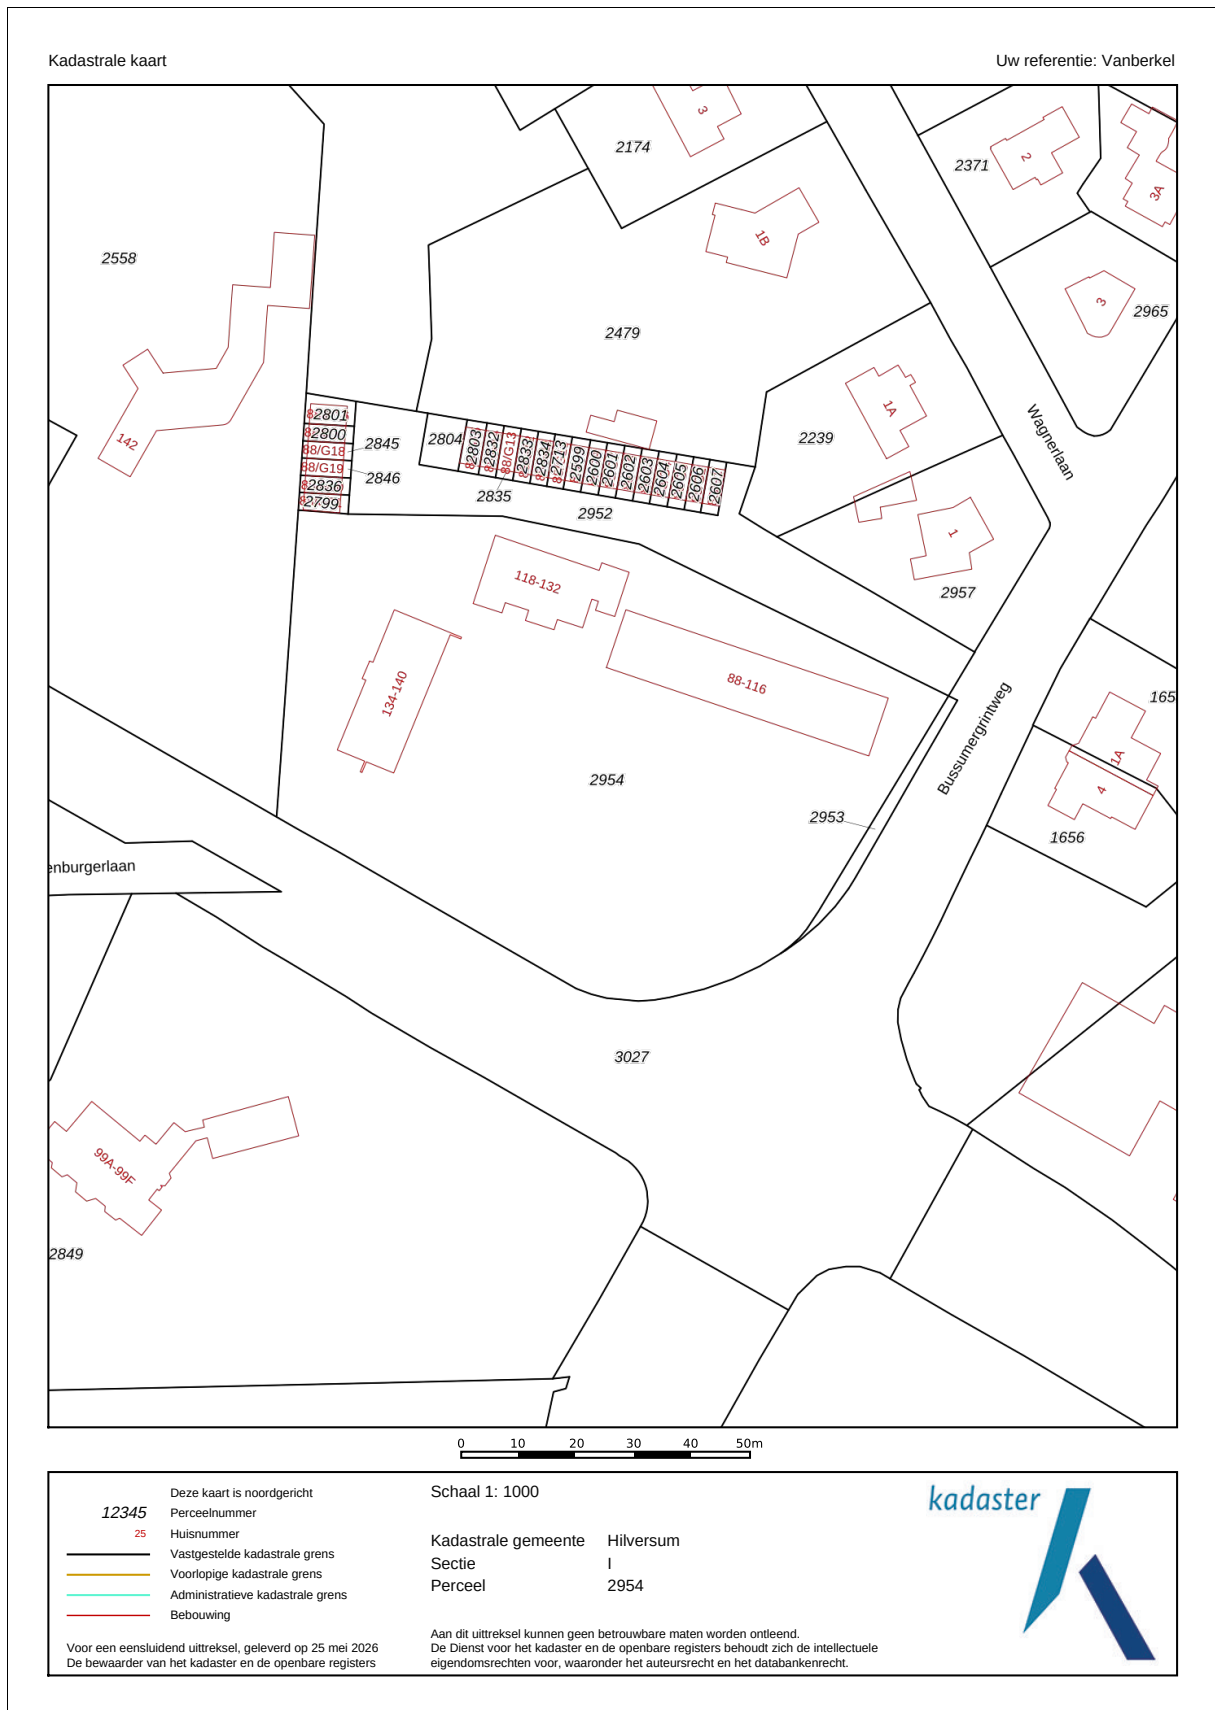 Kadastrale kaart
Uw referentie: Vanberkel
3
2174
2371
2
3A
1B
2558
2479
3
2965
1A
2239
Wagnerlaan
142
2801
2800
88/G18
88/G19
2836
2799
2845
2846
2804
2803
2832
88/G13
2833
2834
2713
2599
2600
2601
2602
2603
2604
2605
2606
2607
2835
2952
1
2957
118-132
134-140
88-116
Bussumergrintweg
165
1A
4
1656
2954
2953
enburgerlaan
3027
99A-99F
2849
0 10 20 30 40 50m
Deze kaart is noordgericht
12345 Perceelnummer
25 Huisnummer
Vastgestelde kadastrale grens
Voorlopige kadastrale grens
Administratieve kadastrale grens
Bebouwing
Voor een eensluidend uittreksel, geleverd op 25 mei 2026
De bewaarder van het kadaster en de openbare registers
Schaal 1: 1000
Kadastrale gemeente Hilversum
Sectie I
Perceel 2954
Aan dit uittreksel kunnen geen betrouwbare maten worden ontleend.
De Dienst voor het kadaster en de openbare registers behoudt zich de intellectuele
eigendomsrechten voor, waaronder het auteursrecht en het databankenrecht.
kadaster